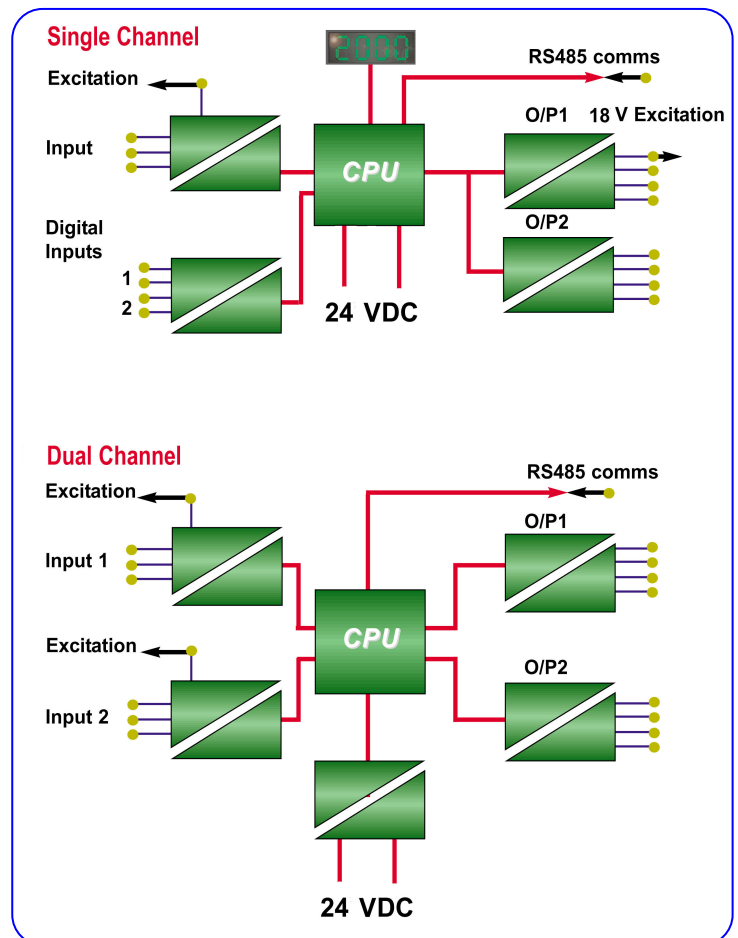 Single Channel
2000
RS485 comms
Excitation
O/P1 18 V Excitation
Input
CPU
Digital
Inputs
O/P2
1
2
24 VDC
Dual Channel
RS485 comms
Excitation
O/P1
Input 1
CPU
Excitation
O/P2
Input 2
24 VDC